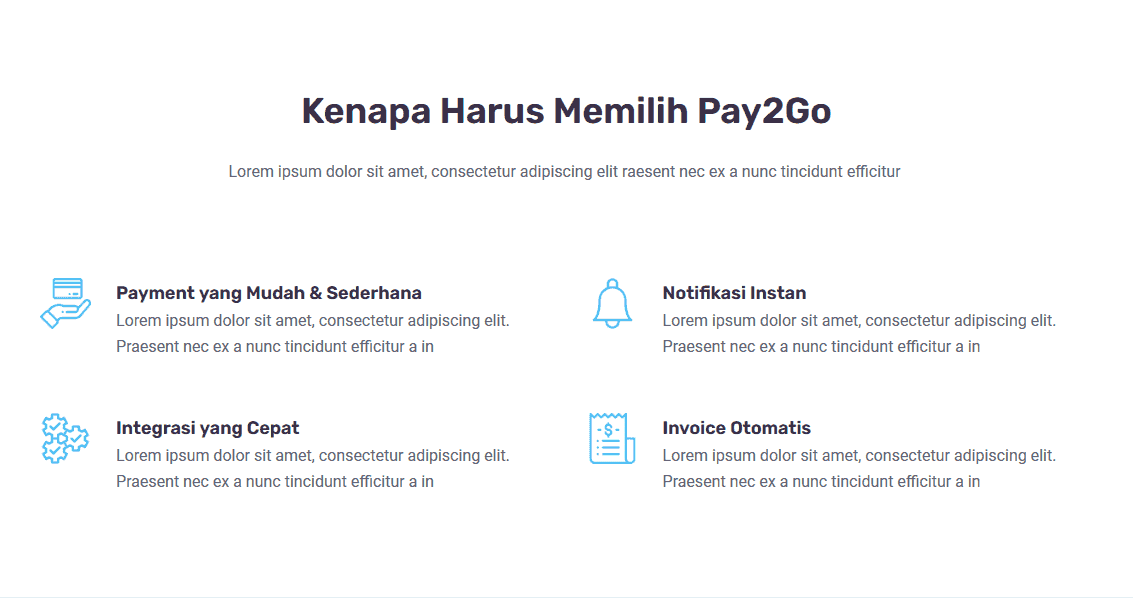 Kenapa Harus Memilih Pay2Go
Lorem ipsum dolor sit amet, consectetur adipiscing elit raesent nec ex a nunc tincidunt efficitur
Payment yang Mudah & Sederhana
Lorem ipsum dolor sit amet, consectetur adipiscing elit.
Praesent nec ex a nunc tincidunt efficitur a in
Notifikasi Instan
Lorem ipsum dolor sit amet, consectetur adipiscing elit.
Praesent nec ex a nunc tincidunt efficitur a in
Integrasi yang Cepat
Lorem ipsum dolor sit amet, consectetur adipiscing elit.
Praesent nec ex a nunc tincidunt efficitur a in
$
Invoice Otomatis
Lorem ipsum dolor sit amet, consectetur adipiscing elit.
Praesent nec ex a nunc tincidunt efficitur a in